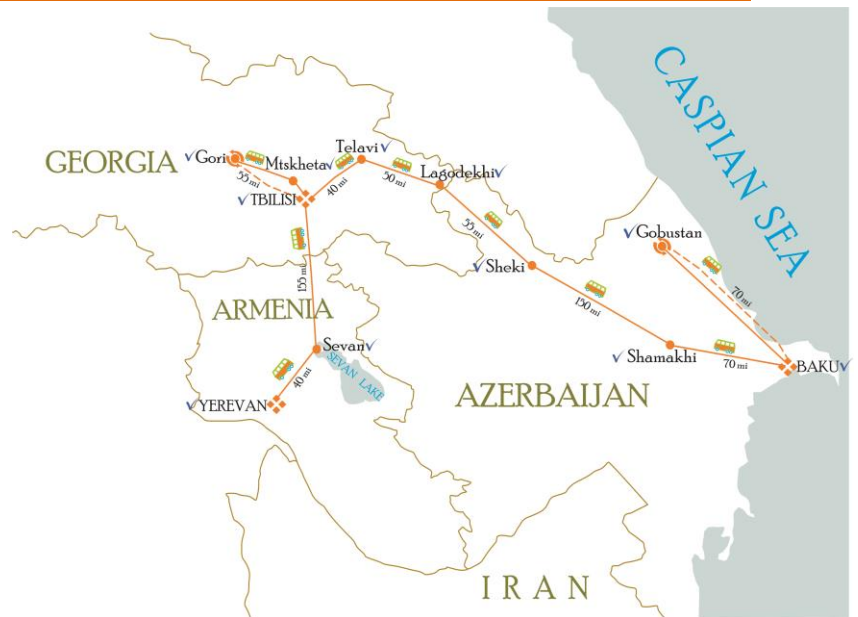 CASPIAN SEA
GEORGIA
Gori
55 mi
Mtskheta
TBILISI
Telavi
40 mi
50 mi
Lagodekhi
55 mi
Gobustan
70 mi
Sheki
150 mi
155 mi
ARMENIA
Sevan
SEVAN LAKE
40 mi
YEREVAN
Shamakhi
70 mi
BAKU
AZERBAIJAN
IRAN